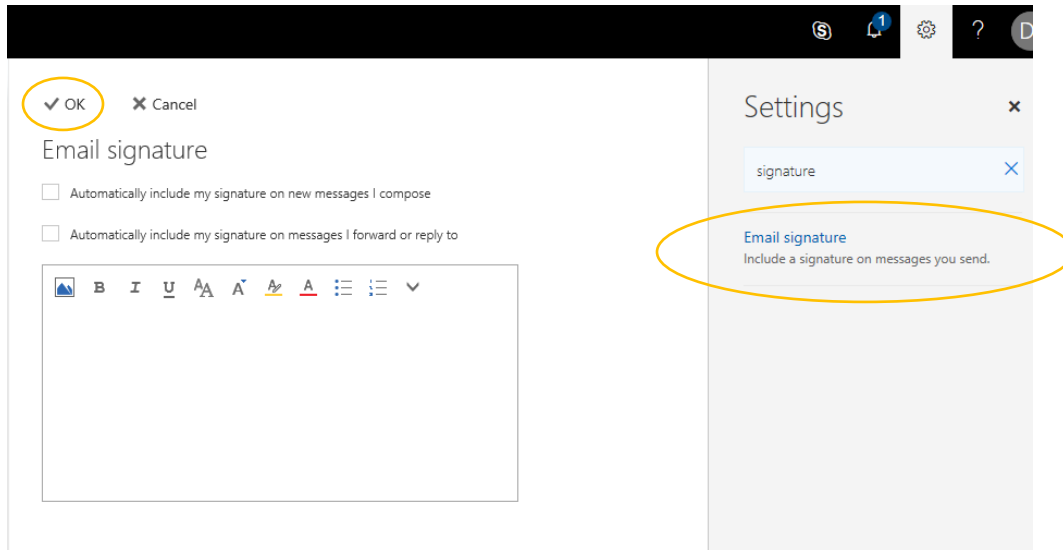 1
?
D
OK
Cancel
Email signature
Automatically include my signature on new messages I compose
Automatically include my signature on messages I forward or reply to
B I U AA A A A
Settings
signature
Email signature
Include a signature on messages you send.